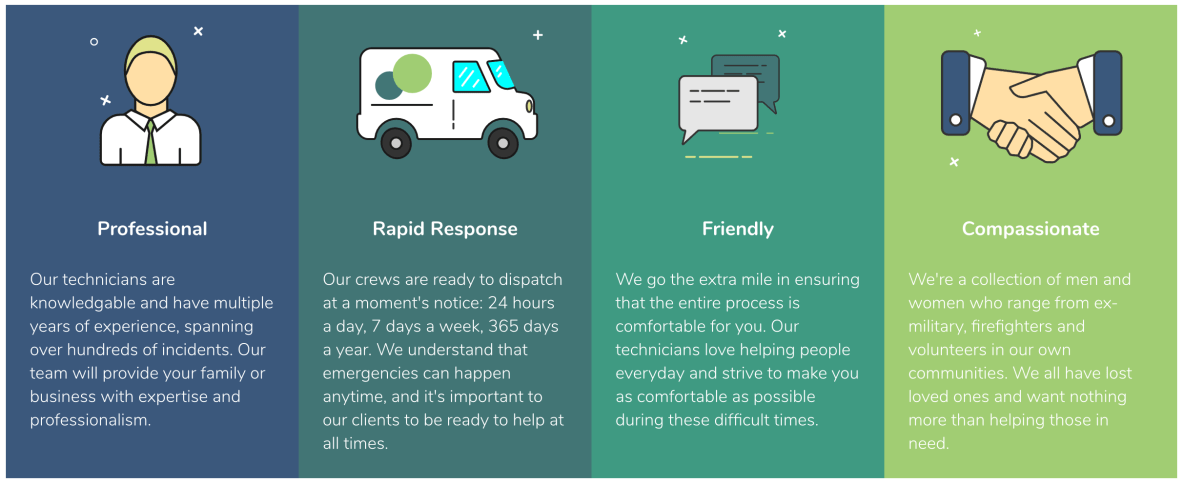 Professional
Our technicians are
knowledgable and have multiple
years of experience, spanning
over hundreds of incidents. Our
team will provide your family or
business with expertise and
professionalism.
Rapid Response
Our crews are ready to dispatch
at a moment's notice: 24 hours
a day, 7 days a week, 365 days
a year. We understand that
emergencies can happen
anytime, and it's important to
our clients to be ready to help at
all times.
Friendly
We go the extra mile in ensuring
that the entire process is
comfortable for you. Our
technicians love helping people
everyday and strive to make you
as comfortable as possible
during these difficult times.
Compassionate
We're a collection of men and
women who range from ex-
military, firefighters and
volunteers in our own
communities. We all have lost
loved ones and want nothing
more than helping those in
need.